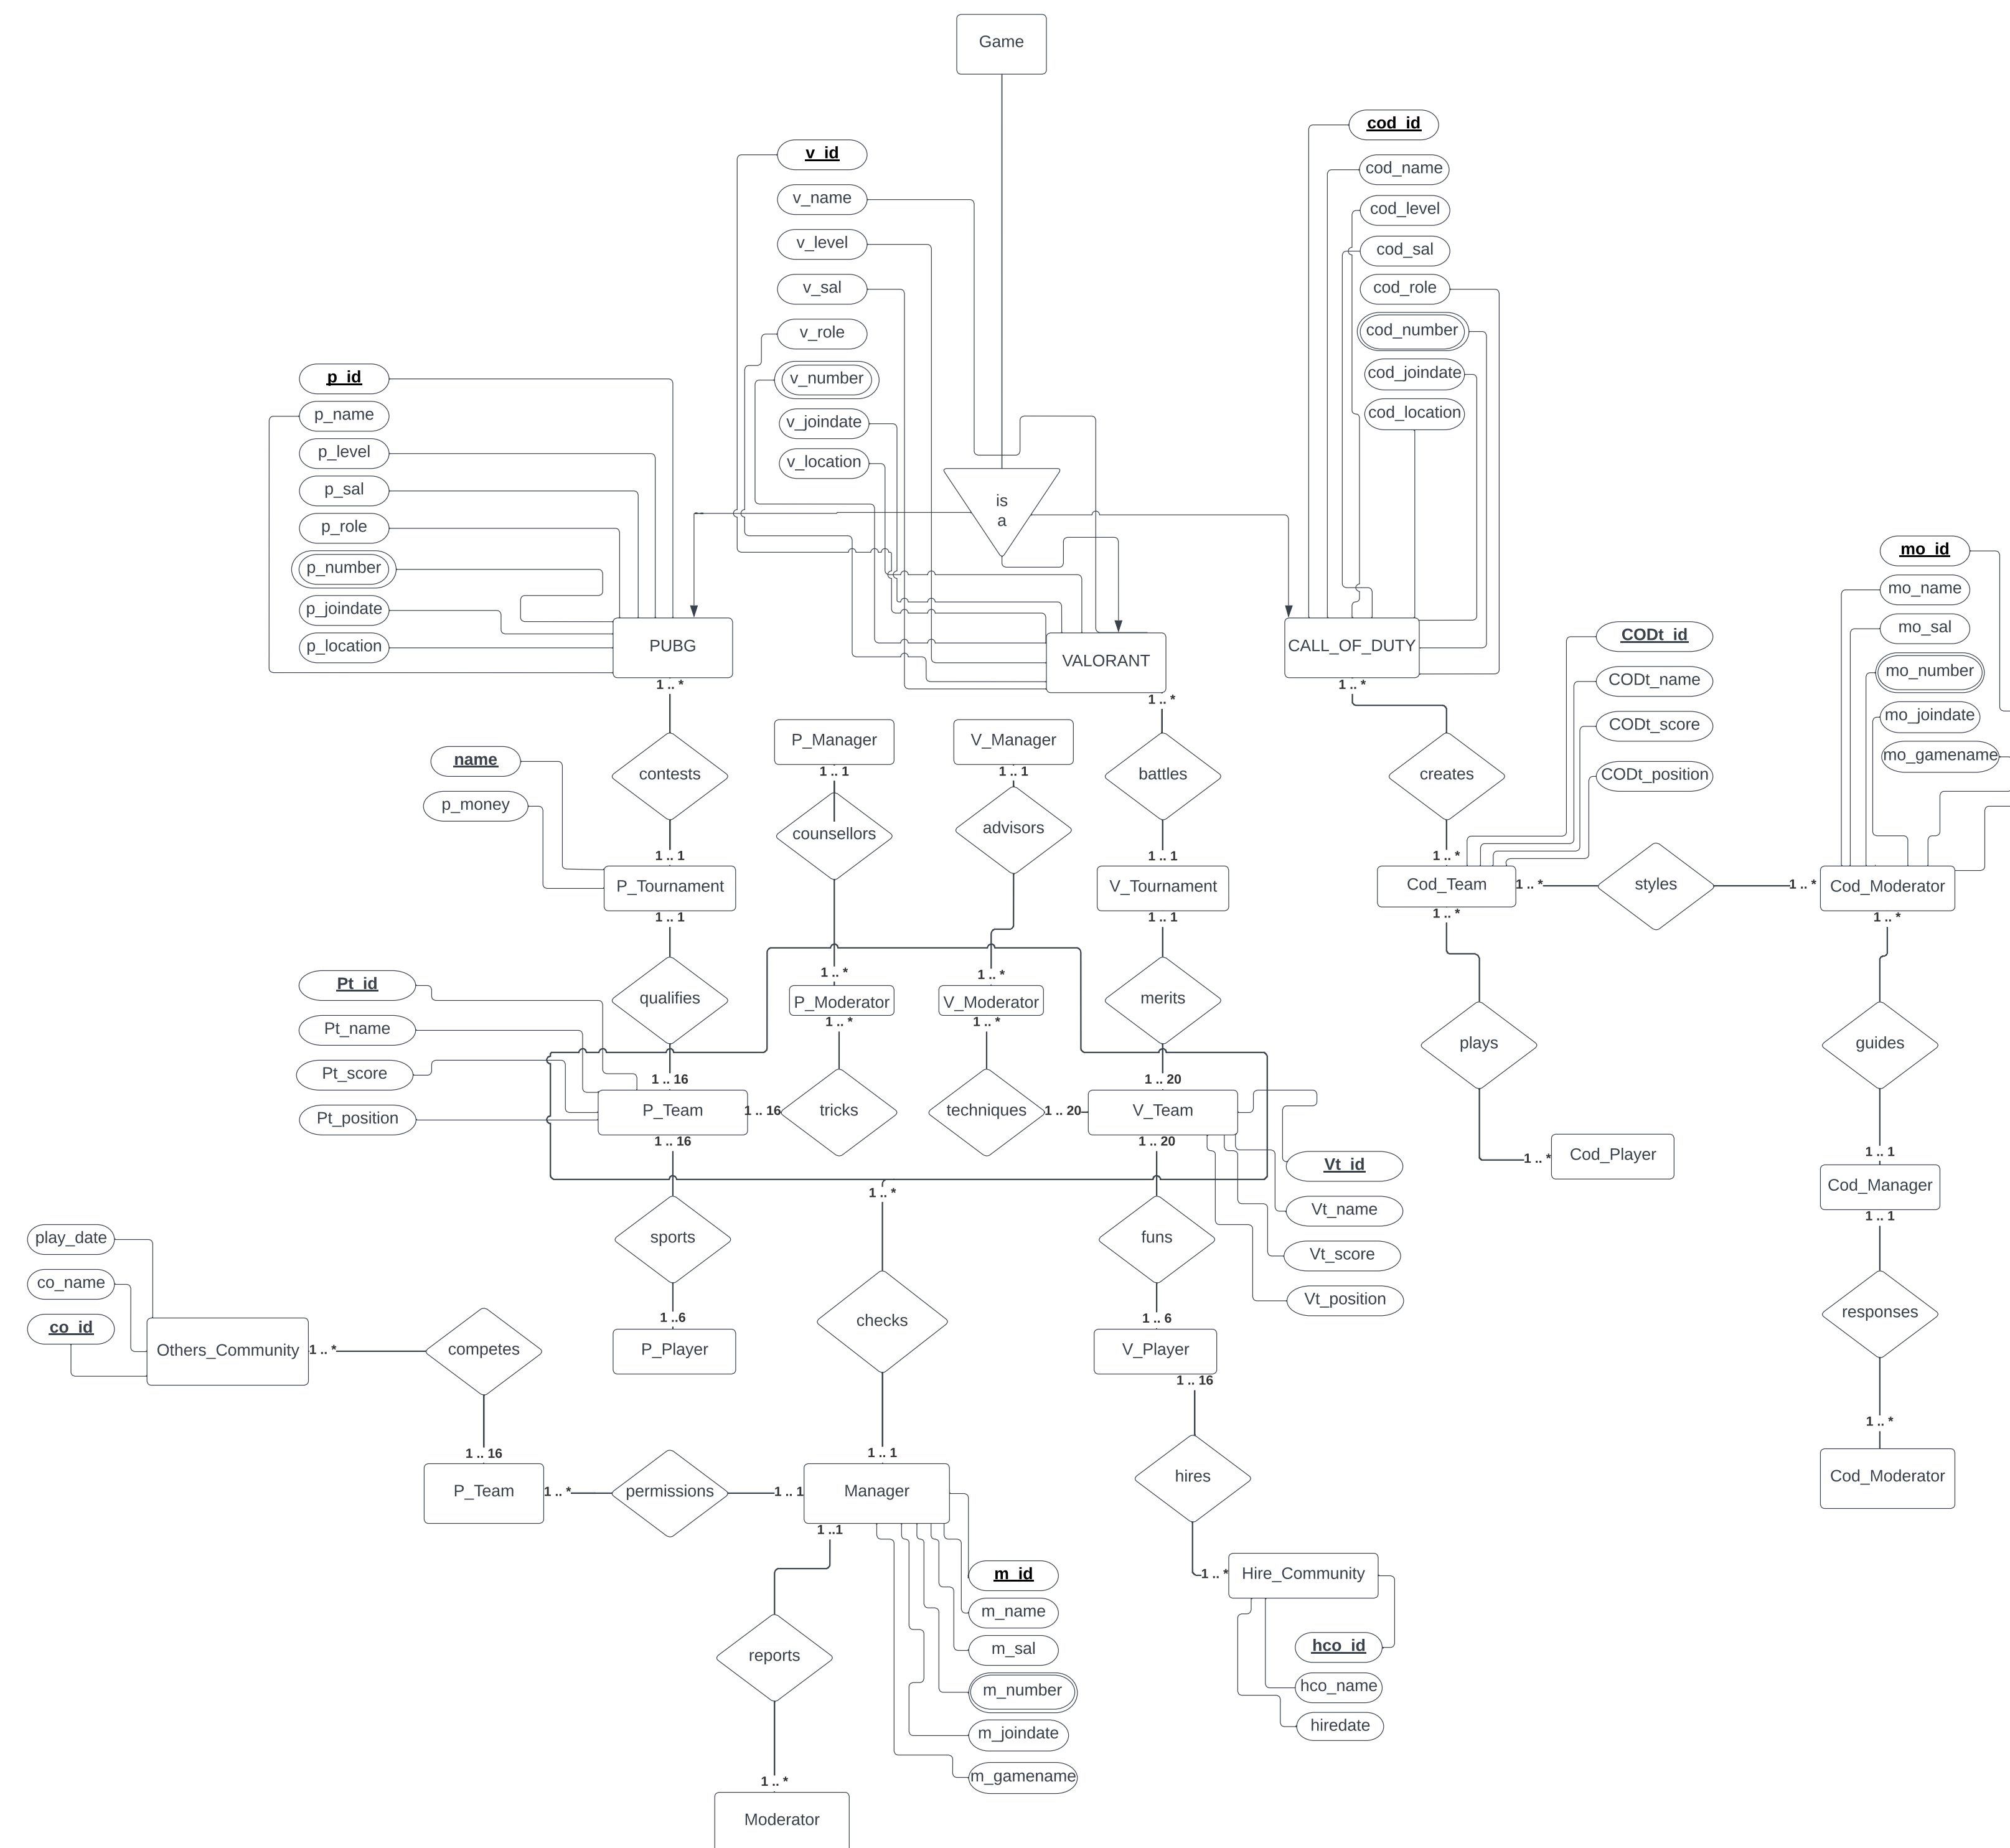 Game
cod_id
v_id
cod_name
v_name
cod_level
v_level
cod_sal
v_sal
cod_role
v_role
cod_number
p_id
v_number
cod_joindate
p_name
v_joindate
cod_location
p_level
v_location
p_sal
is
a
p_role
mo_id
p_number
mo_name
p_joindate
mo_sal
CODt_id
p_location
PUBG
VALORANT
CALL_OF_DUTY
mo_number
CODt_name
1 .. *
1 .. *
1 .. *
mo_joindate
CODt_score
P_Manager
V_Manager
mo_gamename
name
contests
1 .. 1
1 .. 1
battles
creates
CODt_position
p_money
counsellors
advisors
1 .. 1
1 .. 1
1 .. *
P_Tournament
V_Tournament
Cod_Team
1 .. *
styles
1 .. *
Cod_Moderator
1 .. 1
1 .. 1
1 .. *
1 .. *
1 .. *
1 .. *
Pt_id
qualifies
P_Moderator
V_Moderator
merits
1 .. *
1 .. *
Pt_name
plays
guides
Pt_score
1 .. 16
1 .. 20
Pt_position
P_Team
1 .. 16
tricks
techniques
1 .. 20
V_Team
1 .. 16
1 .. 20
1 .. *
Cod_Player
1 .. 1
Vt_id
Cod_Manager
1 .. *
Vt_name
1 .. 1
play_date
sports
funs
Vt_score
co_name
Vt_position
co_id
1 ..6
checks
1 .. 6
responses
Others_Community
1 .. *
competes
P_Player
V_Player
1 .. 16
1 .. *
1 .. 16
1 .. 1
P_Team
1 .. *
permissions
1 .. 1
Manager
hires
Cod_Moderator
1 ..1
m_id
1 .. *
Hire_Community
m_name
reports
m_sal
hco_id
m_number
hco_name
m_joindate
hiredate
1 .. *
m_gamename
Moderator